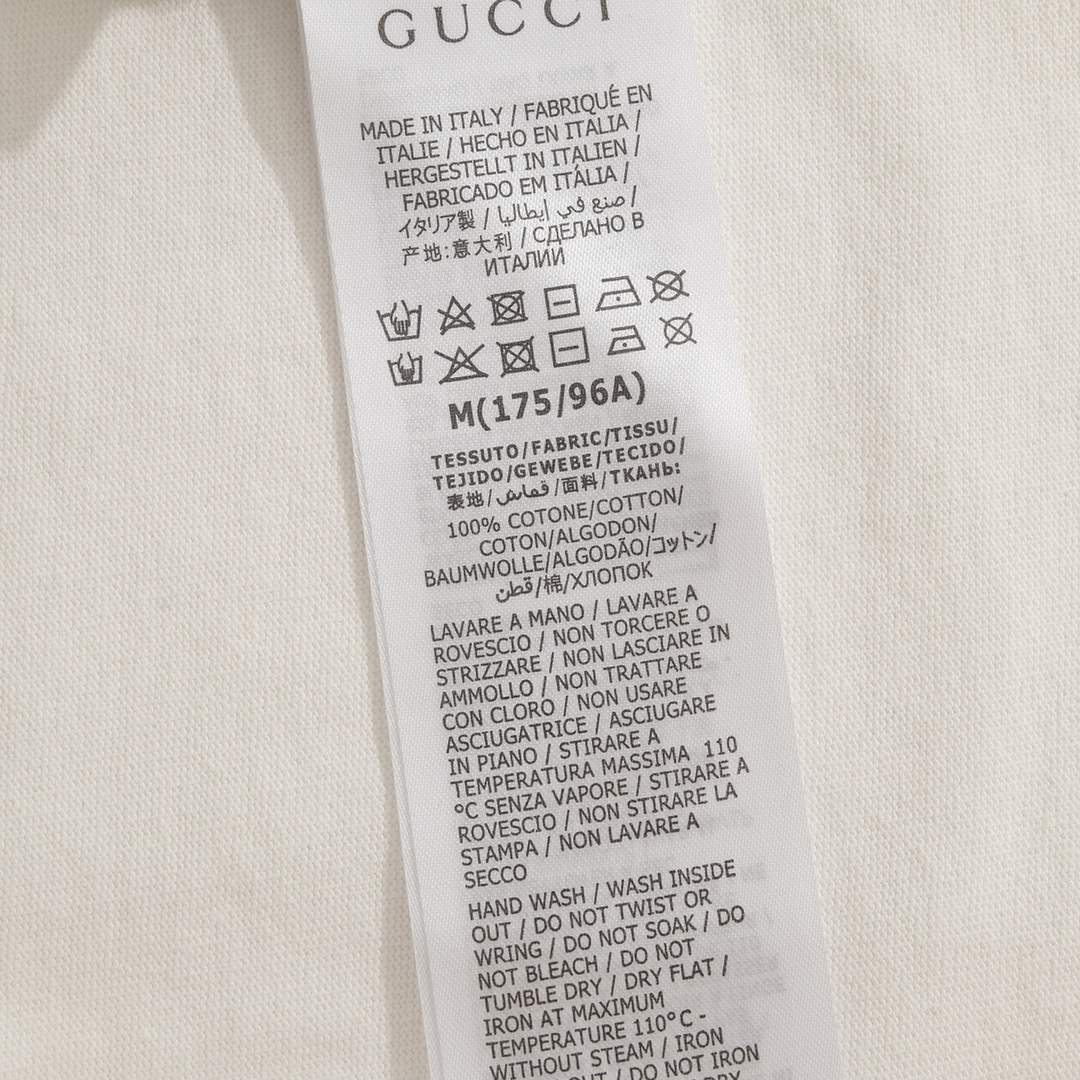 GUCCI
MADE IN ITALY / FABRIQUÉ EN
ITALIE / HECHO EN ITALIA /
HERGESTELLT IN ITALIEN /
FABRICADO EM ITÁLIA /
イタリア製 / صنع في إيطاليا /
产地:意大利 / СДЕЛАНО В
ИТАЛИИ
M(175/96A)
TESSUTO/FABRIC/TISSU/
TEJIDO/GEWEBE/TECIDO/
表地/قماش/面料/ТКАНЬ:
100% COTONE/COTTON/
COTON/ALGODON/
BAUMWOLLE/ALGODÃO/コットン/
قطن/棉/ХЛОПОК
LAVARE A MANO / LAVARE A
ROVESCIO / NON TORCERE O
STRIZZARE / NON LASCIARE IN
AMMOLLO / NON TRATTARE
CON CLORO / NON USARE
ASCIUGATRICE / ASCIUGARE
IN PIANO / STIRARE A
TEMPERATURA MASSIMA 110
°C SENZA VAPORE / STIRARE A
ROVESCIO / NON STIRARE LA
STAMPA / NON LAVARE A
SECCO
HAND WASH / WASH INSIDE
OUT / DO NOT TWIST OR
WRING / DO NOT SOAK / DO
NOT BLEACH / DO NOT
TUMBLE DRY / DRY FLAT /
IRON AT MAXIMUM
TEMPERATURE 110°C -
WITHOUT STEAM / IRON
OUT / DO NOT IRON
DRY